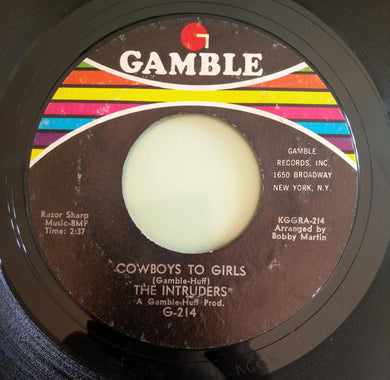 G
GAMBLE
GAMBLE
RECORDS, INC.
1650 BROADWAY
NEW YORK, N.Y.
Razor Sharp
Music-BMI
Time: 2:37
KGGRA-214
Arranged by
Bobby Martin
COWBOYS TO GIRLS
(Gamble-Huff)
THE INTRUDERS
A Gamble-Huff Prod.
G-214